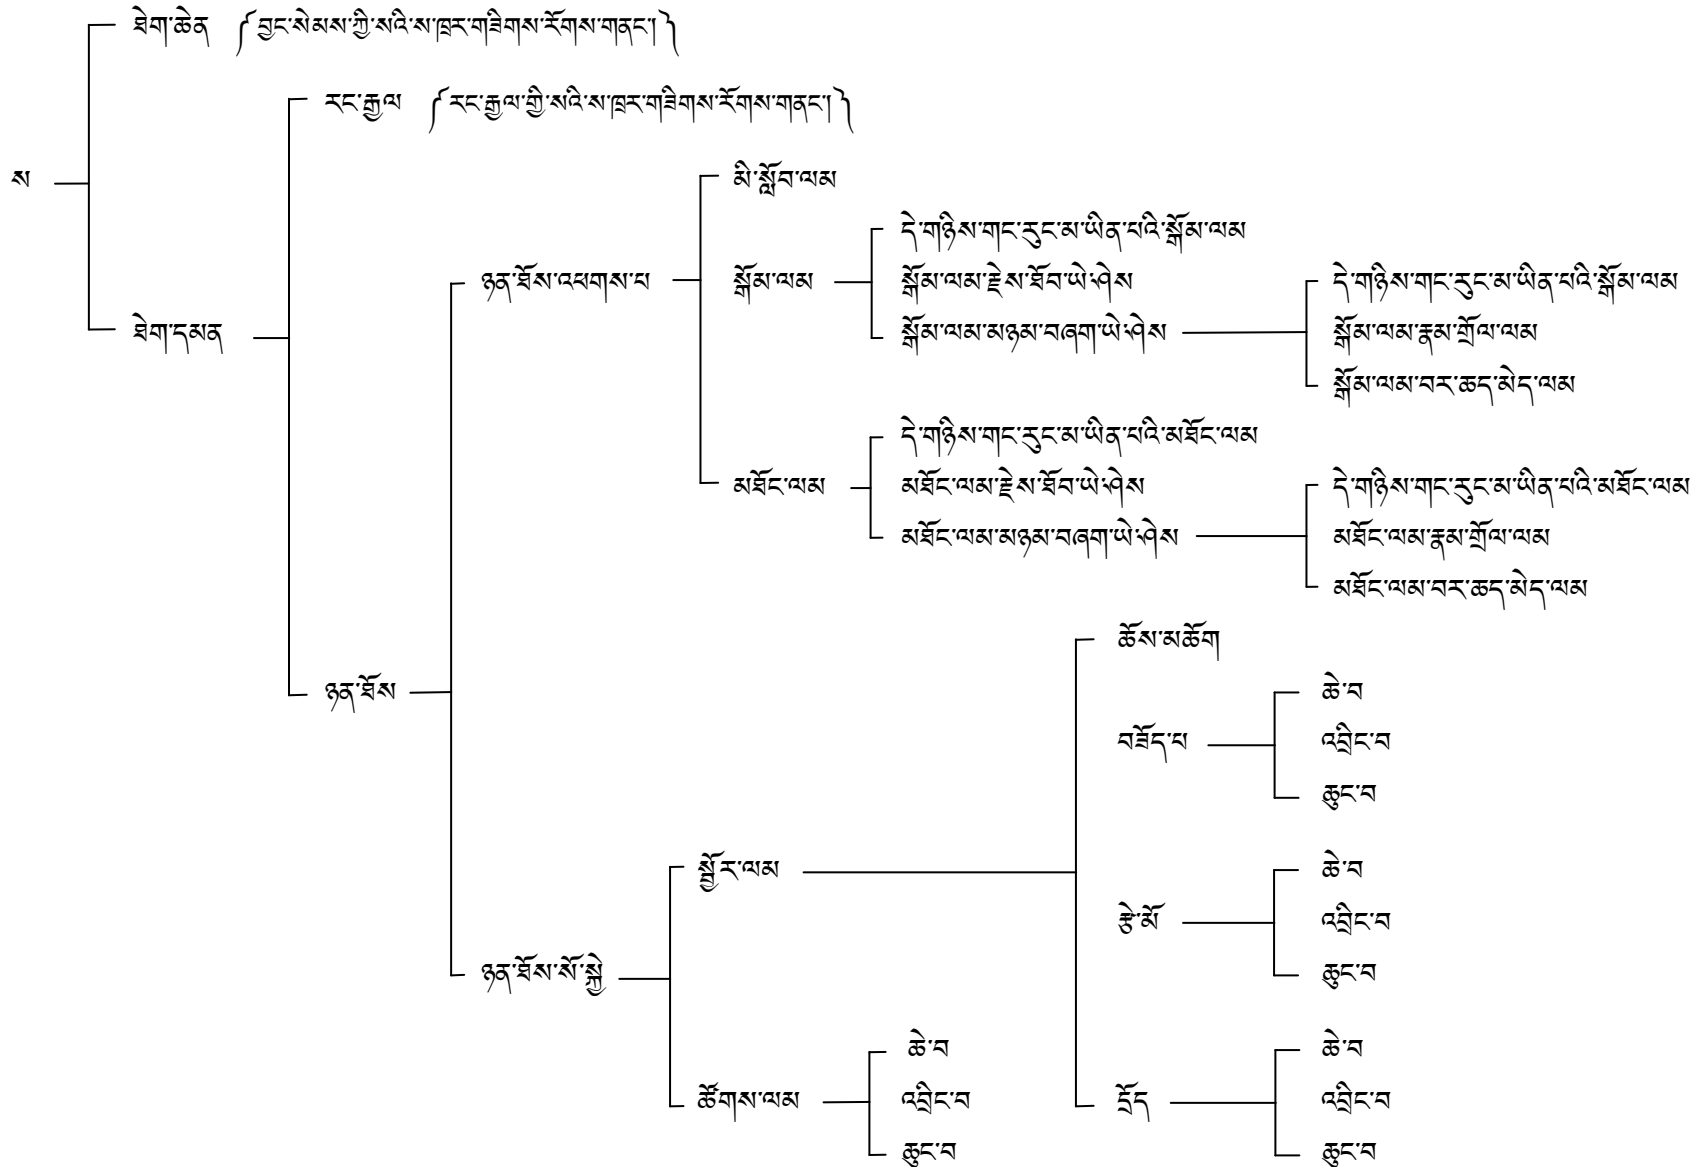 ཐེག་ཆེན ༼ བྱང་སེམས་ཀྱི་སའི་ས་ཁྲར་གཟིགས་རོགས་གནང་། ༽
རང་རྒྱལ ༼ རང་རྒྱལ་གྱི་སའི་ས་ཁྲར་གཟིགས་རོགས་གནང་། ༽
ས
མི་སློབ་ལམ
དེ་གཉིས་གང་རུང་མ་ཡིན་པའི་སྒོམ་ལམ
ཉན་ཐོས་འཕགས་པ
སྒོམ་ལམ
སྒོམ་ལམ་རྗེས་ཐོབ་ཡེ་ཤེས
དེ་གཉིས་གང་རུང་མ་ཡིན་པའི་སྒོམ་ལམ
ཐེག་དམན
སྒོམ་ལམ་མཉམ་བཞག་ཡེ་ཤེས
སྒོམ་ལམ་རྣམ་གྲོལ་ལམ
སྒོམ་ལམ་བར་ཆད་མེད་ལམ
དེ་གཉིས་གང་རུང་མ་ཡིན་པའི་མཐོང་ལམ
མཐོང་ལམ
མཐོང་ལམ་རྗེས་ཐོབ་ཡེ་ཤེས
དེ་གཉིས་གང་རུང་མ་ཡིན་པའི་མཐོང་ལམ
མཐོང་ལམ་མཉམ་བཞག་ཡེ་ཤེས
མཐོང་ལམ་རྣམ་གྲོལ་ལམ
མཐོང་ལམ་བར་ཆད་མེད་ལམ
ཆོས་མཆོག
ཉན་ཐོས
ཆེ་བ
བཟོད་པ
འབྲིང་བ
ཆུང་བ
སྦྱོར་ལམ
ཆེ་བ
རྩེ་མོ
འབྲིང་བ
ཉན་ཐོས་སོ་སྐྱེ
ཆུང་བ
ཆེ་བ
ཆེ་བ
ཚོགས་ལམ
འབྲིང་བ
དྲོད
འབྲིང་བ
ཆུང་བ
ཆུང་བ